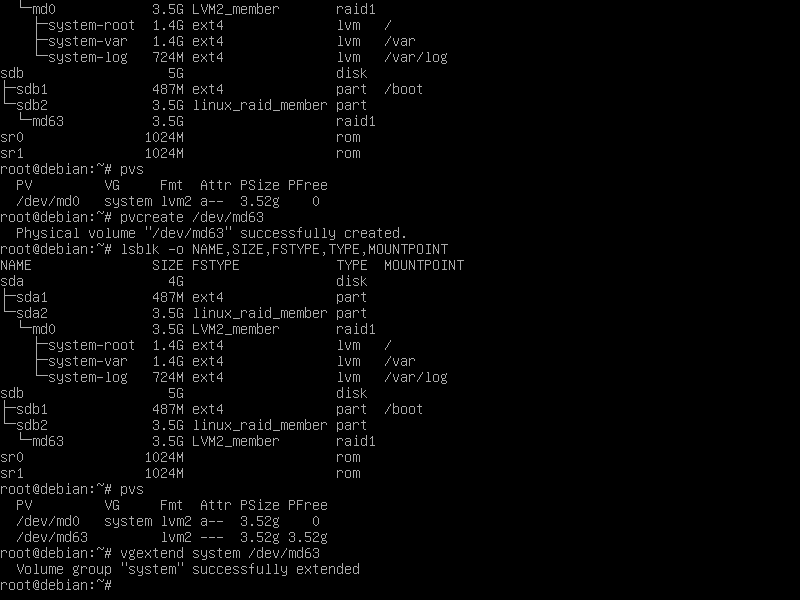 └─md0               3.5G LVM2_member       raid1
    ├─system-root  1.4G ext4              lvm   /
    ├─system-var   1.4G ext4              lvm   /var
    └─system-log   724M ext4              lvm   /var/log
sdb                  5G                   disk
├─sdb1             487M ext4              part  /boot
└─sdb2             3.5G linux_raid_member part
  └─md63           3.5G                   raid1
sr0               1024M                   rom
sr1               1024M                   rom
root@debian:~# pvs
  PV         VG     Fmt  Attr PSize PFree
  /dev/md0   system lvm2 a--  3.52g    0
root@debian:~# pvcreate /dev/md63
  Physical volume "/dev/md63" successfully created.
root@debian:~# lsblk -o NAME,SIZE,FSTYPE,TYPE,MOUNTPOINT
NAME               SIZE FSTYPE            TYPE  MOUNTPOINT
sda                  4G                   disk
├─sda1             487M ext4              part
└─sda2             3.5G linux_raid_member part
  └─md0            3.5G LVM2_member       raid1
    ├─system-root  1.4G ext4              lvm   /
    ├─system-var   1.4G ext4              lvm   /var
    └─system-log   724M ext4              lvm   /var/log
sdb                  5G                   disk
├─sdb1             487M ext4              part  /boot
└─sdb2             3.5G linux_raid_member part
  └─md63           3.5G LVM2_member       raid1
sr0               1024M                   rom
sr1               1024M                   rom
root@debian:~# pvs
  PV         VG     Fmt  Attr PSize PFree
  /dev/md0   system lvm2 a--  3.52g    0
  /dev/md63         lvm2 ---  3.52g 3.52g
root@debian:~# vgextend system /dev/md63
  Volume group "system" successfully extended
root@debian:~#